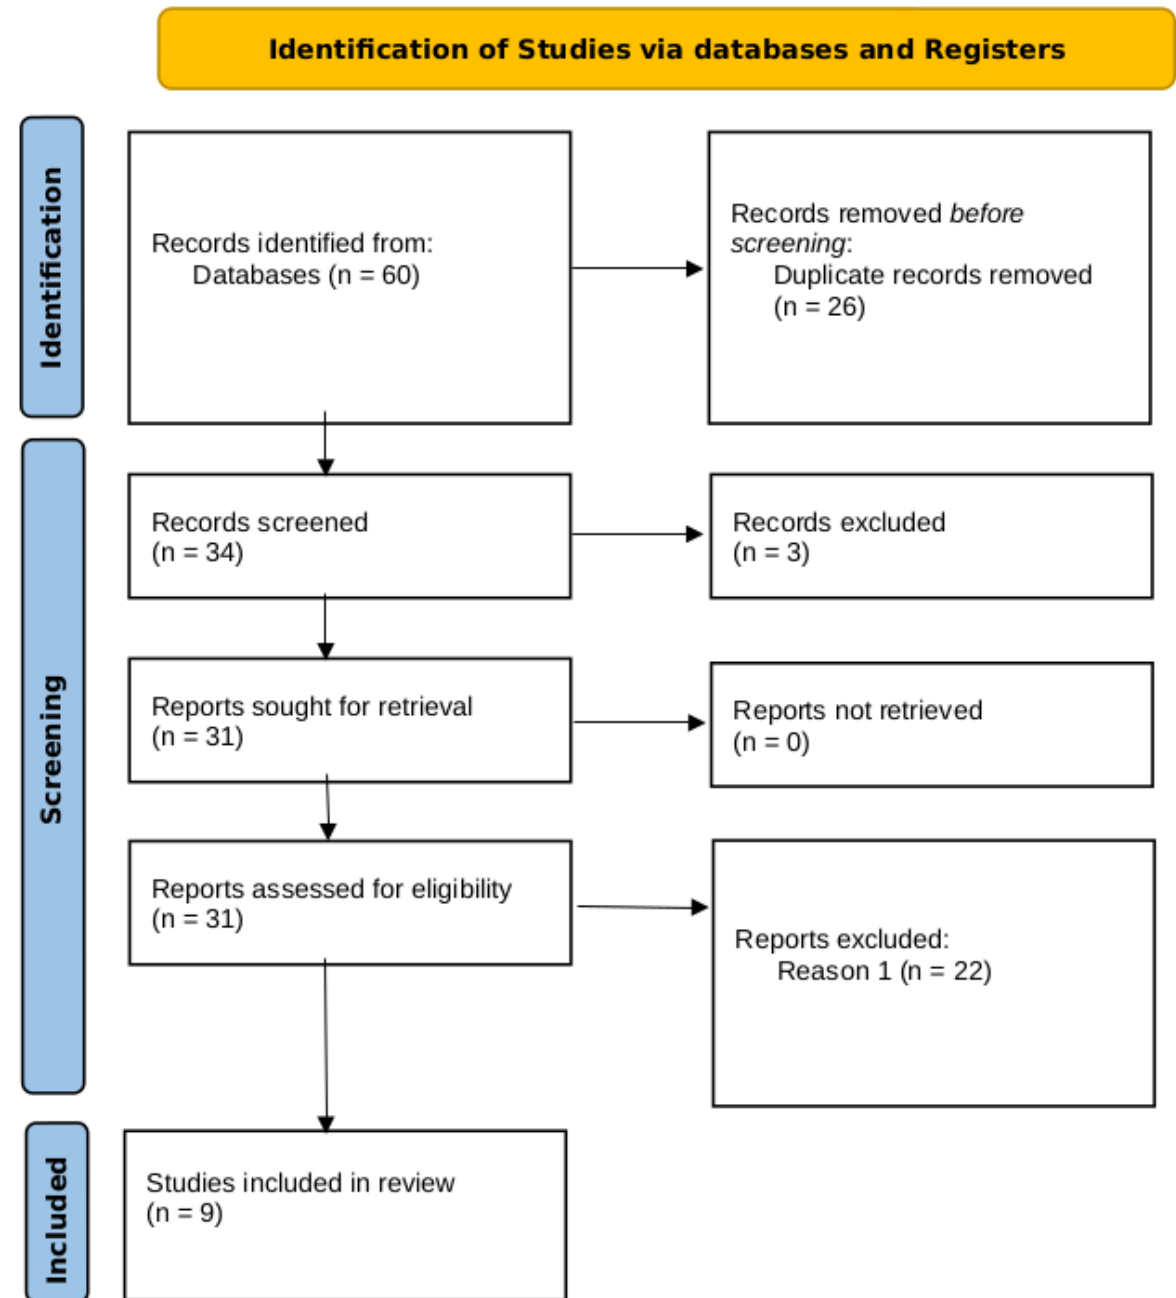 Identification of Studies via databases and Registers
Identification
Records identified from:
Databases (n = 60)
Records removed before
screening:
Duplicate records removed
(n = 26)
Screening
Records screened
(n = 34)
Records excluded
(n = 3)
Reports sought for retrieval
(n = 31)
Reports not retrieved
(n = 0)
Reports assessed for eligibility
(n = 31)
Reports excluded:
Reason 1 (n = 22)
Included
Studies included in review
(n = 9)